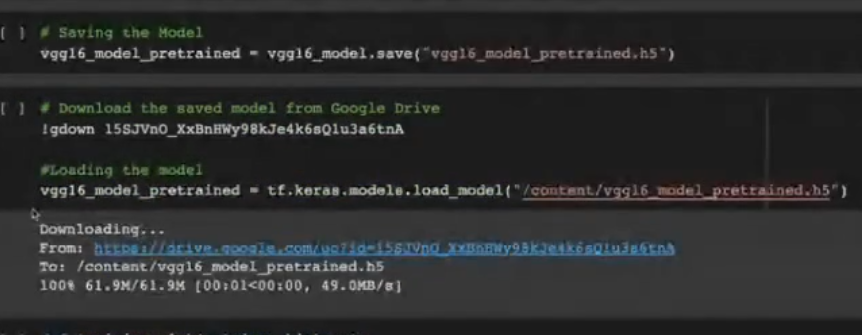 [ ] # Saving the Model
vgg16_model_pretrained = vgg16_model.save("vgg16_model_pretrained.h5")
[ ] # Download the saved model from Google Drive
!gdown 15SJVnO_XxBnHWy98kJe4k6sQ1u3a6tnA
#Loading the model
vgg16_model_pretrained = tf.keras.models.load_model("/content/vgg16_model_pretrained.h5")
Downloading...
From: https://drive.google.com/uc?id=15SJVnO_XxBnHWy98kJe4k6sQ1u3a6tnA
To: /content/vgg16_model_pretrained.h5
100% 61.9M/61.9M [00:01<00:00, 49.0MB/s]